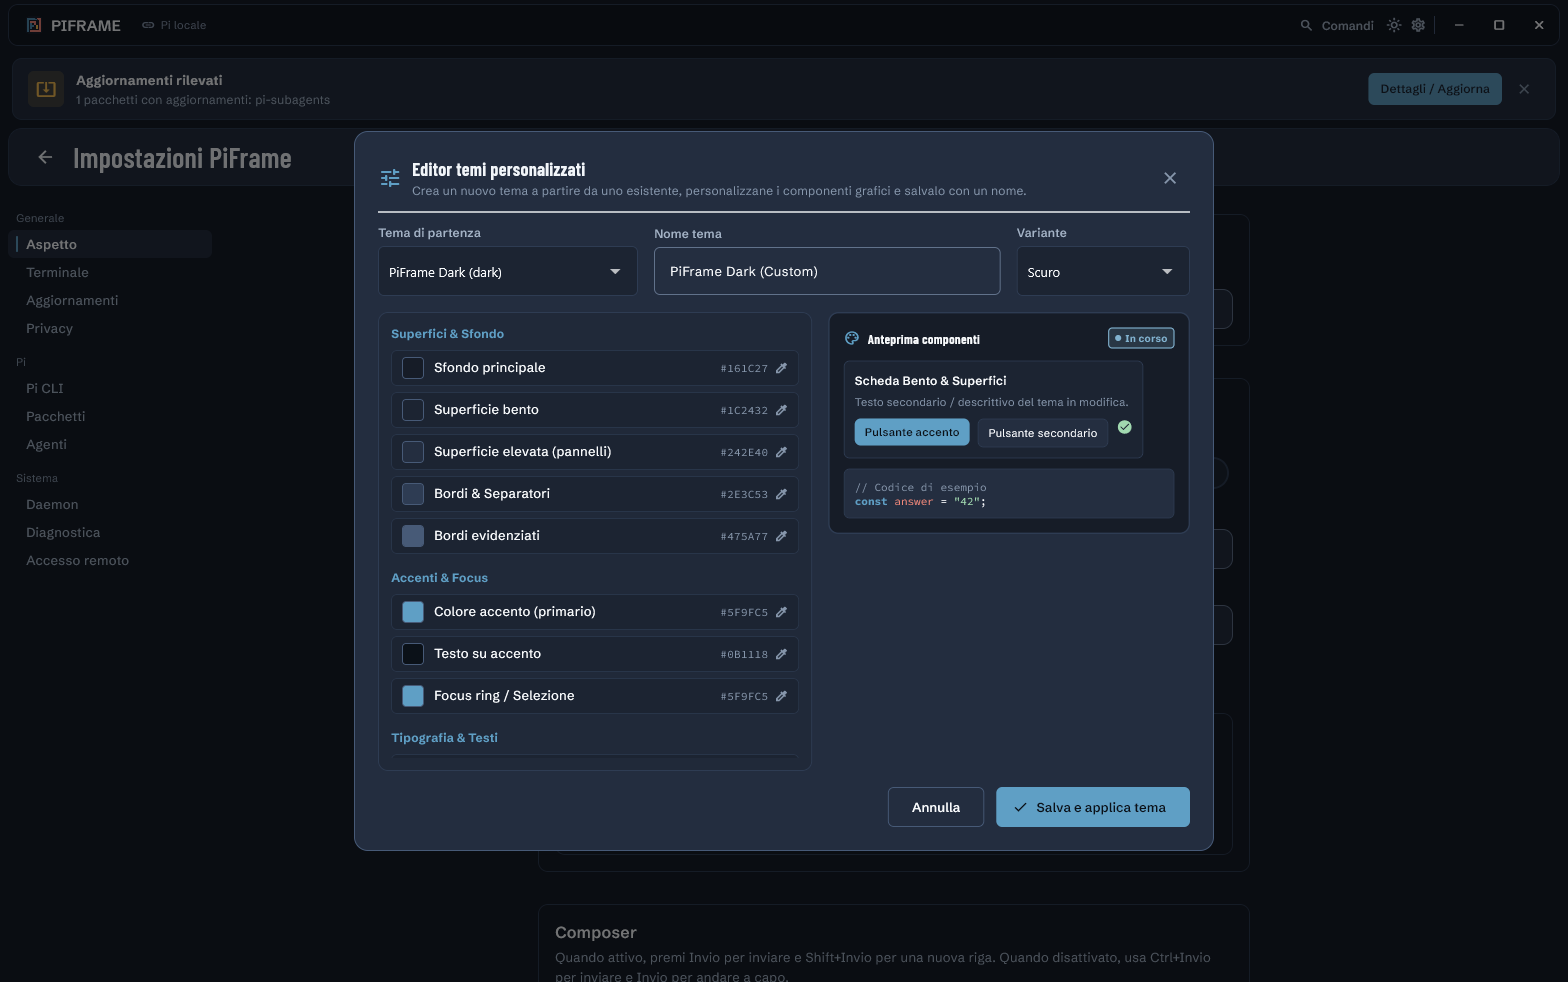 PIFRAME
Pi locale
Comandi
Aggiornamenti rilevati
1 pacchetti con aggiornamenti: pi-subagents
Dettagli / Aggiorna
Impostazioni PiFrame
Generale
Aspetto
Terminale
Aggiornamenti
Privacy
Pi
Pi CLI
Pacchetti
Agenti
Sistema
Daemon
Diagnostica
Accesso remoto
Editor temi personalizzati
Crea un nuovo tema a partire da uno esistente, personalizzane i componenti grafici e salvalo con un nome.
Tema di partenza
Nome tema
Variante
PiFrame Dark (dark)
PiFrame Dark (Custom)
Scuro
Superfici & Sfondo
Sfondo principale
#161C27
Superficie bento
#1C2432
Superficie elevata (pannelli)
#242E40
Bordi & Separatori
#2E3C53
Bordi evidenziati
#475A77
Accenti & Focus
Colore accento (primario)
#5F9FC5
Testo su accento
#0B1118
Focus ring / Selezione
#5F9FC5
Tipografia & Testi
Anteprima componenti
In corso
Scheda Bento & Superfici
Testo secondario / descrittivo del tema in modifica.
Pulsante accento
Pulsante secondario
// Codice di esempio
const answer = "42";
Annulla
Salva e applica tema
Composer
Quando attivo, premi Invio per inviare e Shift+Invio per una nuova riga. Quando disattivato, usa Ctrl+Invio
per inviare e Invio per andare a capo.